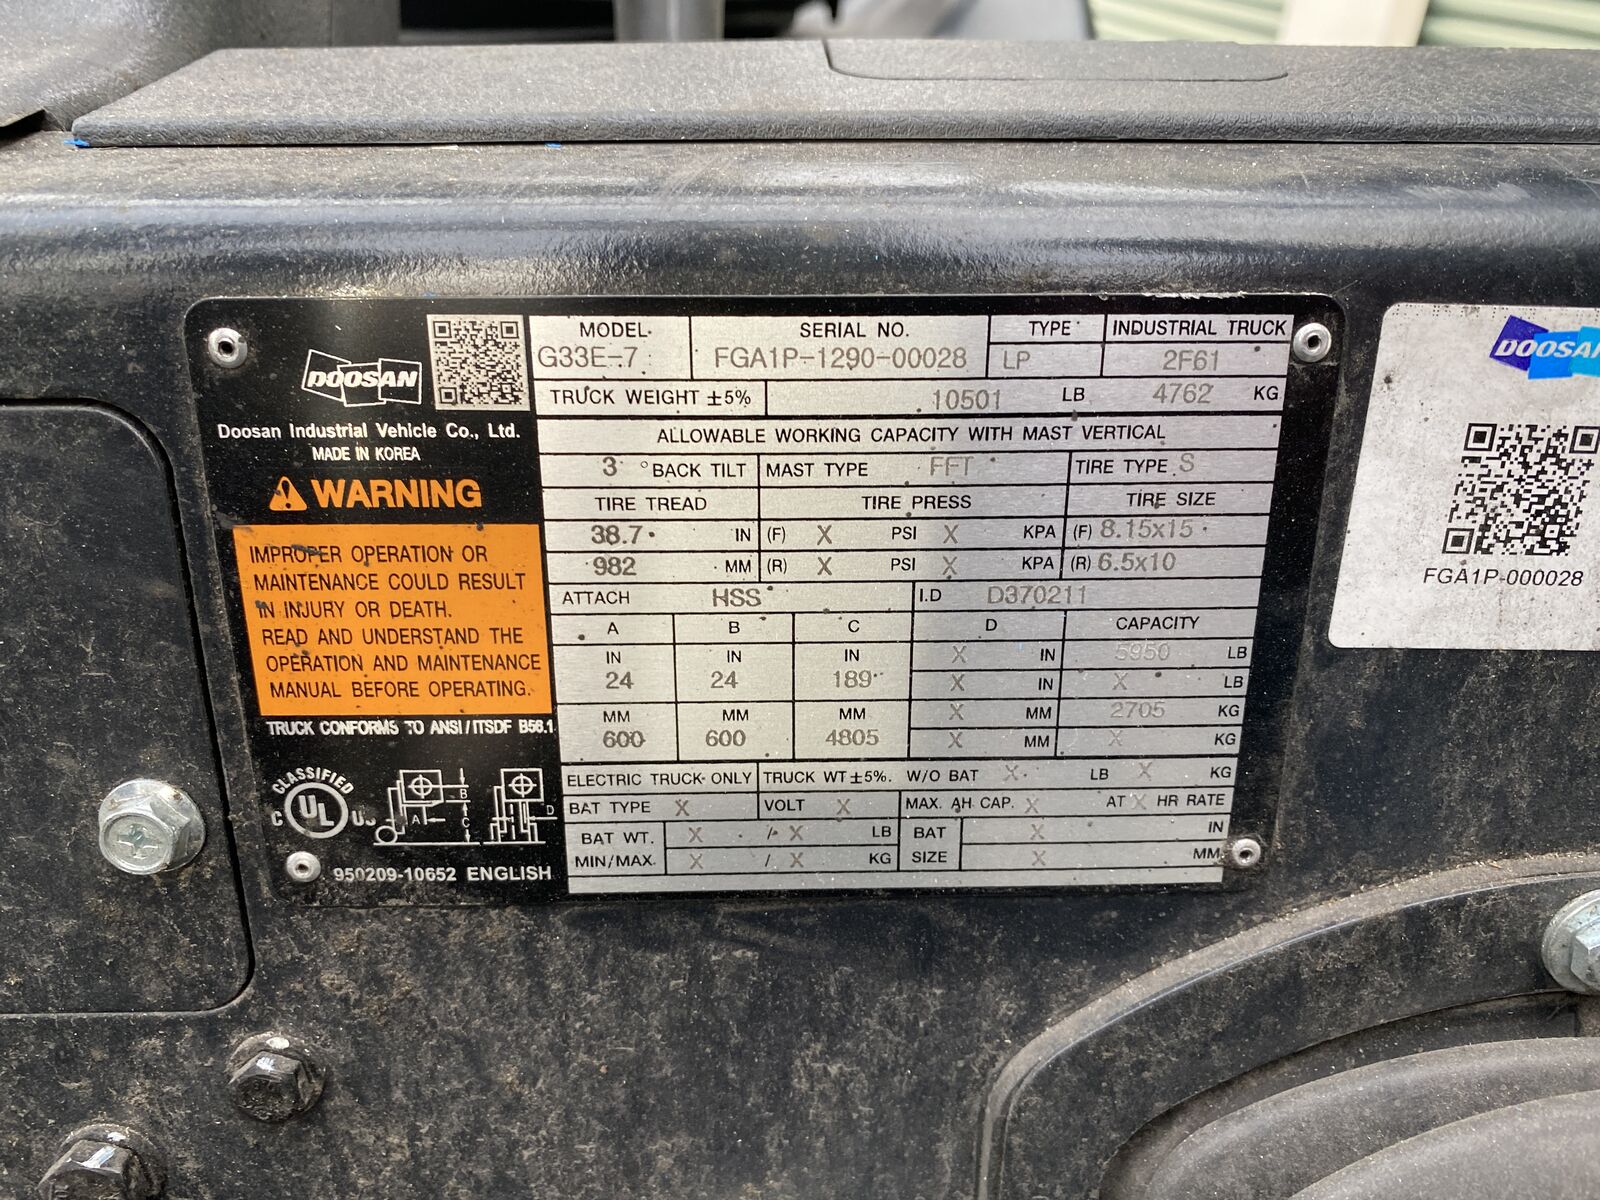 DOOSAN
Doosan Industrial Vehicle Co., Ltd.
MADE IN KOREA
WARNING
IMPROPER OPERATION OR
MAINTENANCE COULD RESULT
IN INJURY OR DEATH.
READ AND UNDERSTAND THE
OPERATION AND MAINTENANCE
MANUAL BEFORE OPERATING.
TRUCK CONFORMS TO ANSI/ITSDF B56.1
CLASSIFIED
C UL US
A B C D
950209-10652 ENGLISH
MODEL SERIAL NO. TYPE INDUSTRIAL TRUCK
G33E-7 FGA1P-1290-00028 LP 2F61
TRUCK WEIGHT ±5% 10501 LB 4762 KG
ALLOWABLE WORKING CAPACITY WITH MAST VERTICAL
3 ° BACK TILT MAST TYPE FFT TIRE TYPE S
TIRE TREAD TIRE PRESS TIRE SIZE
38.7 IN (F) X PSI X KPA (F) 8.15x15
982 MM (R) X PSI X KPA (R) 6.5x10
ATTACH HSS I.D D370211
A B C D CAPACITY
IN IN IN X IN 5950 LB
24 24 189 X IN X LB
MM MM MM X MM 2705 KG
600 600 4805 X MM X KG
ELECTRIC TRUCK ONLY TRUCK WT ±5%. W/O BAT X LB X KG
BAT TYPE X VOLT X MAX. AH CAP. X AT X HR RATE
BAT WT. X / X LB BAT X IN
MIN/MAX. X / X KG SIZE X MM
DOOSAN
FGA1P-000028